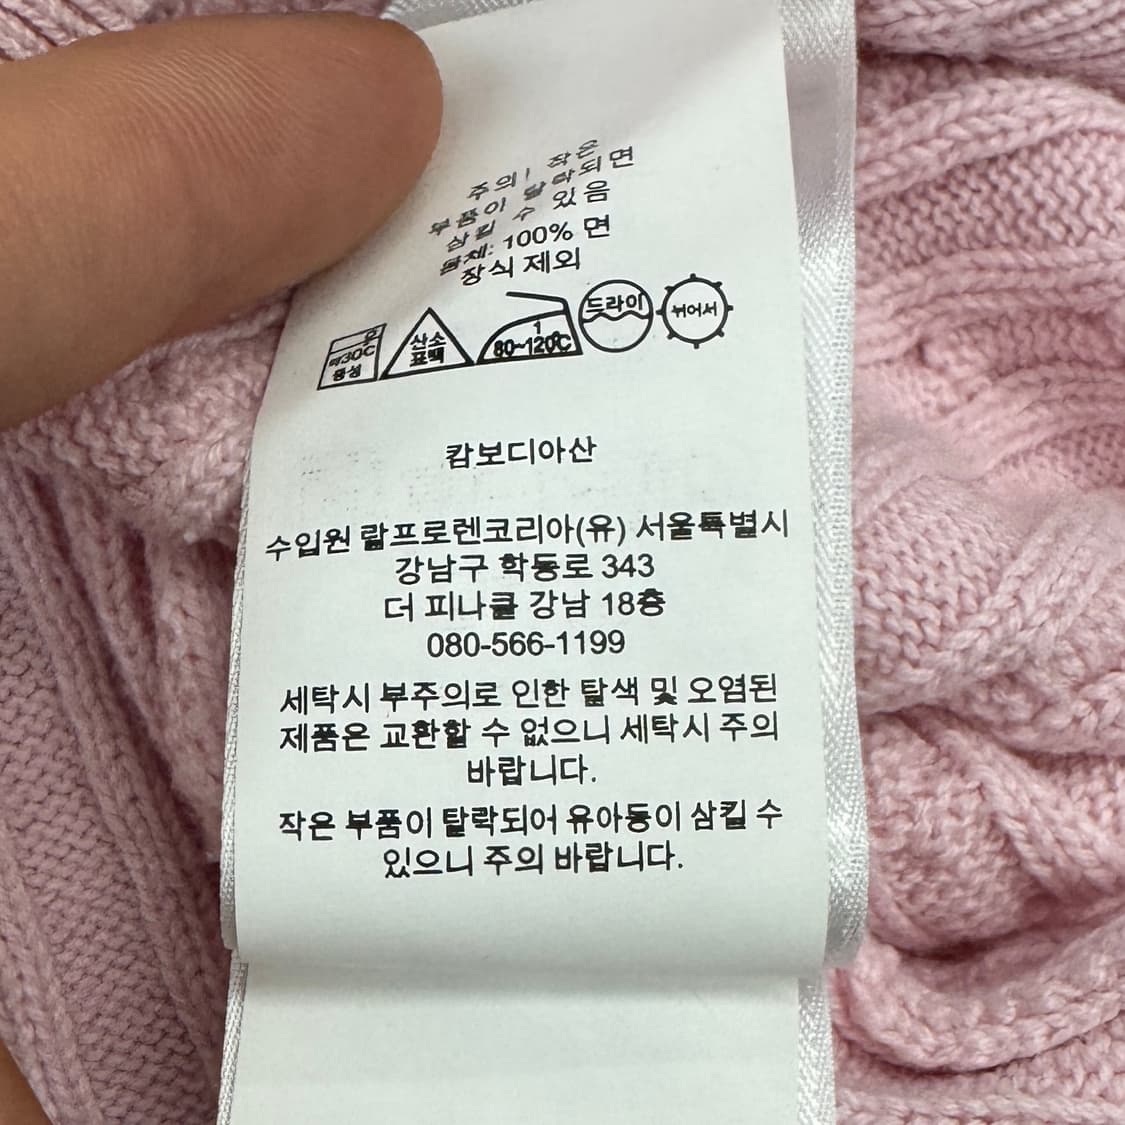 주의! 작은
부품이 탈락되면
삼킬 수 있음
몸체: 100% 면
장식 제외
약30C
중성
산소
표백
1
80~120℃
드라이
뉘어서
캄보디아산
수입원 랄프로렌코리아(유) 서울특별시
강남구 학동로 343
더 피나클 강남 18층
080-566-1199
세탁시 부주의로 인한 탈색 및 오염된
제품은 교환할 수 없으니 세탁시 주의
바랍니다.
작은 부품이 탈락되어 유아동이 삼킬 수
있으니 주의 바랍니다.